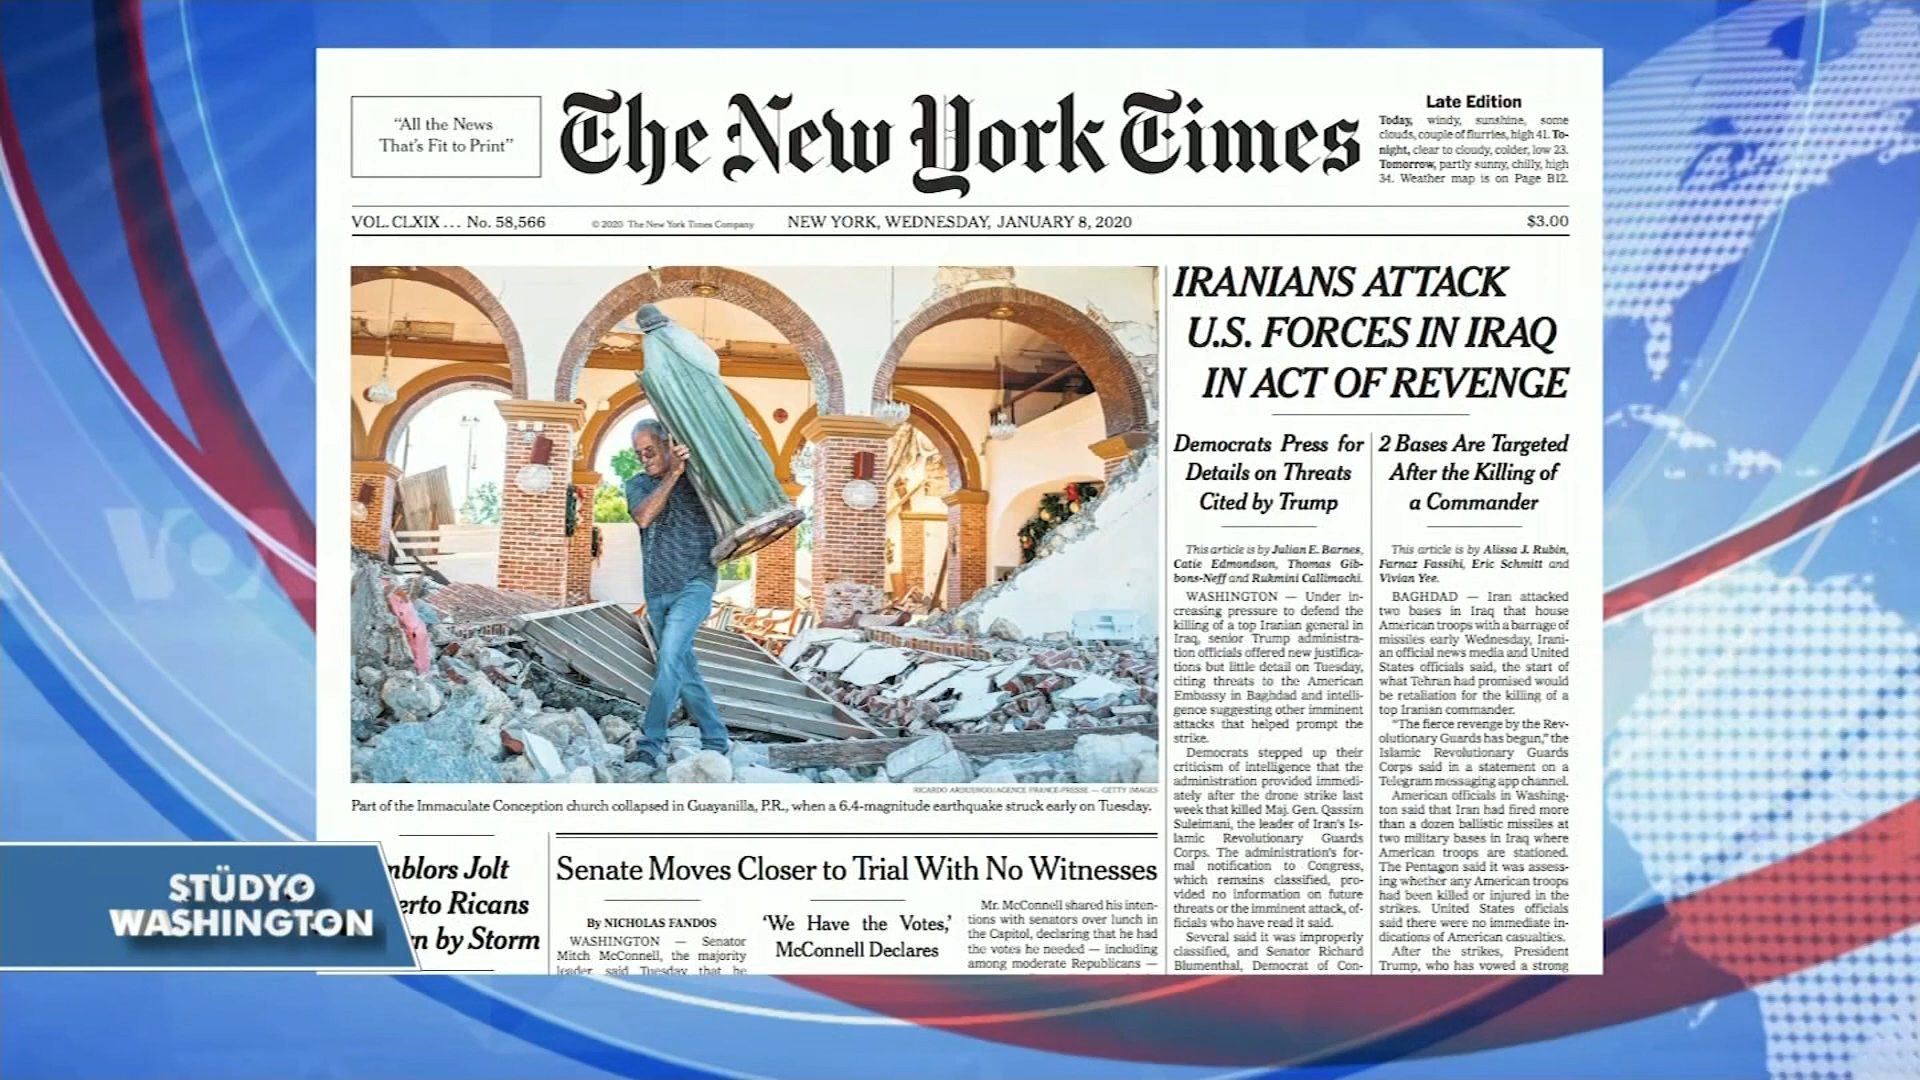 "All the News
That's Fit to Print"
The New York Times
Late Edition
Today, windy, sunshine, some
clouds, couple of flurries, high 41. To-
night, clear to cloudy, colder, low 23.
Tomorrow, partly sunny, chilly, high
34. Weather map is on Page B12.
VOL. CLXIX ... No. 58,566
© 2020 The New York Times Company
NEW YORK, WEDNESDAY, JANUARY 8, 2020
$3.00
RICARDO ARDUENGO/AGENCE FRANCE-PRESSE — GETTY IMAGES
Part of the Immaculate Conception church collapsed in Guayanilla, P.R., when a 6.4-magnitude earthquake struck early on Tuesday.
IRANIANS ATTACK
U.S. FORCES IN IRAQ
IN ACT OF REVENGE
Democrats Press for
Details on Threats
Cited by Trump
This article is by Julian E. Barnes,
Catie Edmondson, Thomas Gib-
bons-Neff and Rukmini Callimachi.
WASHINGTON — Under in-
creasing pressure to defend the
killing of a top Iranian general in
Iraq, senior Trump administra-
tion officials offered new justifica-
tions but little detail on Tuesday,
citing threats to the American
Embassy in Baghdad and intelli-
gence suggesting other imminent
attacks that helped prompt the
strike.
Democrats stepped up their
criticism of intelligence that the
administration provided immedi-
ately after the drone strike last
week that killed Maj. Gen. Qassim
Suleimani, the leader of Iran's Is-
lamic Revolutionary Guards
Corps. The administration's for-
mal notification to Congress,
which remains classified, pro-
vided no information on future
threats or the imminent attack, of-
ficials who have read it said.
Several said it was improperly
classified, and Senator Richard
Blumenthal, Democrat of Con-
2 Bases Are Targeted
After the Killing of
a Commander
This article is by Alissa J. Rubin,
Farnaz Fassihi, Eric Schmitt and
Vivian Yee.
BAGHDAD — Iran attacked
two bases in Iraq that house
American troops with a barrage of
missiles early Wednesday, Irani-
an official news media and United
States officials said, the start of
what Tehran had promised would
be retaliation for the killing of a
top Iranian commander.
"The fierce revenge by the Rev-
olutionary Guards has begun," the
Islamic Revolutionary Guards
Corps said in a statement on a
Telegram messaging app channel.
American officials in Washing-
ton said that Iran had fired more
than a dozen ballistic missiles at
two military bases in Iraq where
American troops are stationed.
The Pentagon said it was assess-
ing whether any American troops
had been killed or injured in the
strikes. United States officials
said there were no immediate in-
dications of American casualties.
After the strikes, President
Trump, who has vowed a strong
mblors Jolt
erto Ricans
n by Storm
Senate Moves Closer to Trial With No Witnesses
By NICHOLAS FANDOS
WASHINGTON — Senator
Mitch McConnell, the majority
leader, said Tuesday that he
'We Have the Votes,'
McConnell Declares
Mr. McConnell shared his inten-
tions with senators over lunch in
the Capitol, declaring that he had
the votes he needed — including
among moderate Republicans —
STÜDYO
WASHINGTON
VOA